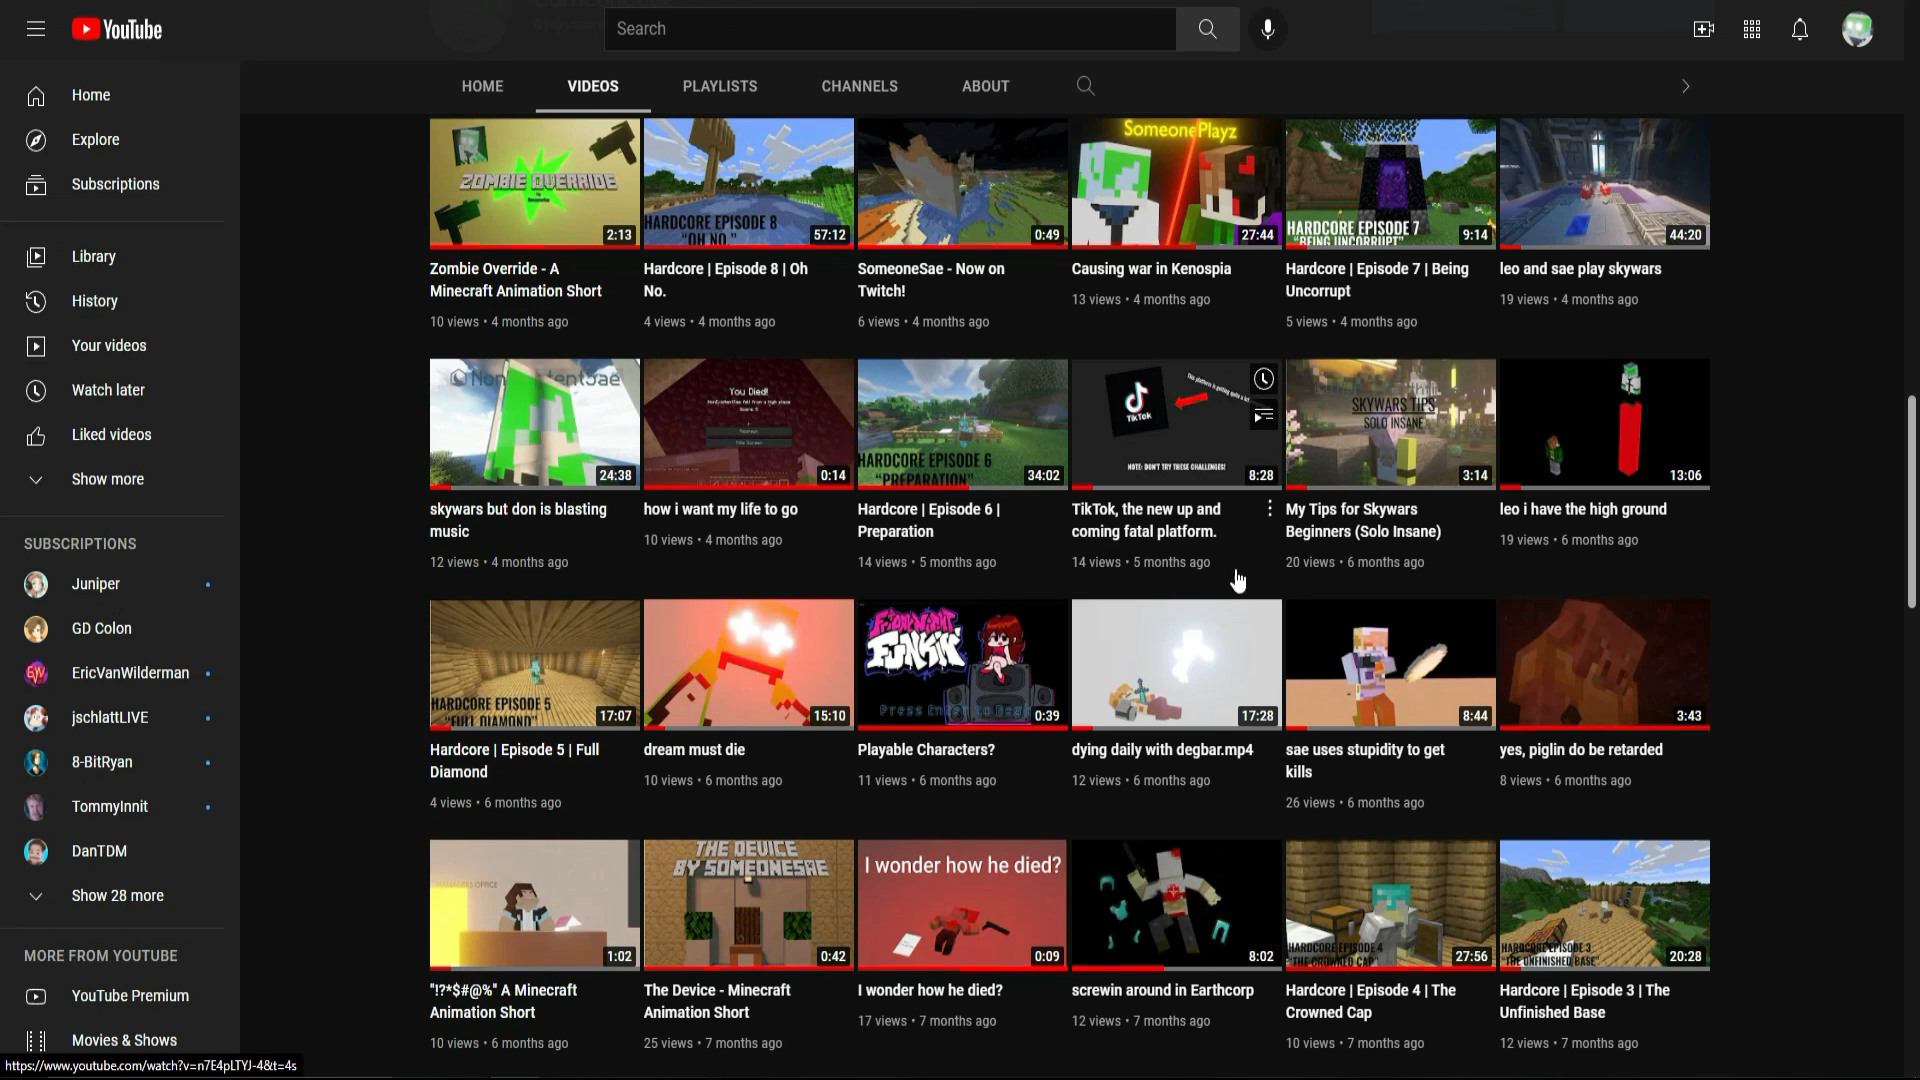 YouTube
Search
HOME
VIDEOS
PLAYLISTS
CHANNELS
ABOUT
Home
Explore
Subscriptions
Library
History
Your videos
Watch later
Liked videos
Show more
SUBSCRIPTIONS
Juniper
GD Colon
EricVanWilderman
jschlattLIVE
8-BitRyan
TommyInnit
DanTDM
Show 28 more
MORE FROM YOUTUBE
YouTube Premium
Movies & Shows
https://www.youtube.com/watch?v=n7E4pLTYJ-4&t=4s
ZOMBIE OVERRIDE
2:13
Zombie Override - A
Minecraft Animation Short
10 views • 4 months ago
HARDCORE EPISODE 8
"OH NO."
57:12
Hardcore | Episode 8 | Oh
No.
4 views • 4 months ago
0:49
SomeoneSae - Now on
Twitch!
6 views • 4 months ago
SomeonePlayz
27:44
Causing war in Kenospia
13 views • 4 months ago
HARDCORE EPISODE 7
"BEING UNCORRUPT"
9:14
Hardcore | Episode 7 | Being
Uncorrupt
5 views • 4 months ago
44:20
leo and sae play skywars
19 views • 4 months ago
24:38
skywars but don is blasting
music
12 views • 4 months ago
You Died!
0:14
how i want my life to go
10 views • 4 months ago
HARDCORE EPISODE 6
"PREPARATION"
34:02
Hardcore | Episode 6 |
Preparation
14 views • 5 months ago
TikTok
NOTE: DON'T TRY THESE CHALLENGES!
8:28
TikTok, the new up and
coming fatal platform.
14 views • 5 months ago
SKYWARS TIPS
SOLO INSANE
3:14
My Tips for Skywars
Beginners (Solo Insane)
20 views • 6 months ago
13:06
leo i have the high ground
19 views • 6 months ago
HARDCORE EPISODE 5
"FULL DIAMOND"
17:07
Hardcore | Episode 5 | Full
Diamond
4 views • 6 months ago
15:10
dream must die
10 views • 6 months ago
FRIDAY NIGHT
FUNKIN'
Press Enter to Begin
0:39
Playable Characters?
11 views • 6 months ago
17:28
dying daily with degbar.mp4
12 views • 6 months ago
8:44
sae uses stupidity to get
kills
26 views • 6 months ago
3:43
yes, piglin do be retarded
8 views • 6 months ago
MANAGERS OFFICE
1:02
"!?*$#@%" A Minecraft
Animation Short
10 views • 6 months ago
THE DEVICE
BY SOMEONESAE
0:42
The Device - Minecraft
Animation Short
25 views • 7 months ago
I wonder how he died?
0:09
I wonder how he died?
17 views • 7 months ago
8:02
screwin around in Earthcorp
12 views • 7 months ago
HARDCORE EPISODE 4
"THE CROWNED CAP"
27:56
Hardcore | Episode 4 | The
Crowned Cap
10 views • 7 months ago
HARDCORE EPISODE 3
"THE UNFINISHED BASE"
20:28
Hardcore | Episode 3 | The
Unfinished Base
12 views • 7 months ago